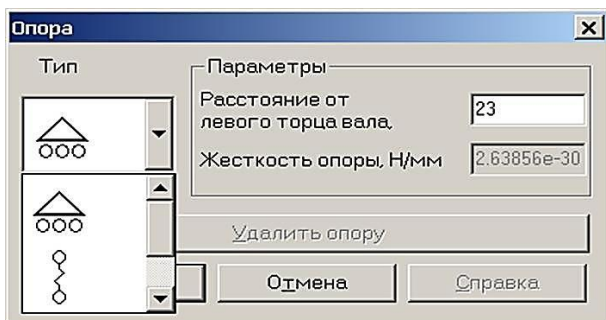 Опора
Тип
Параметры
Расстояние от
левого торца вала,
23
Жесткость опоры, Н/мм
2.63856e-30
Удалить опору
Отмена
Справка